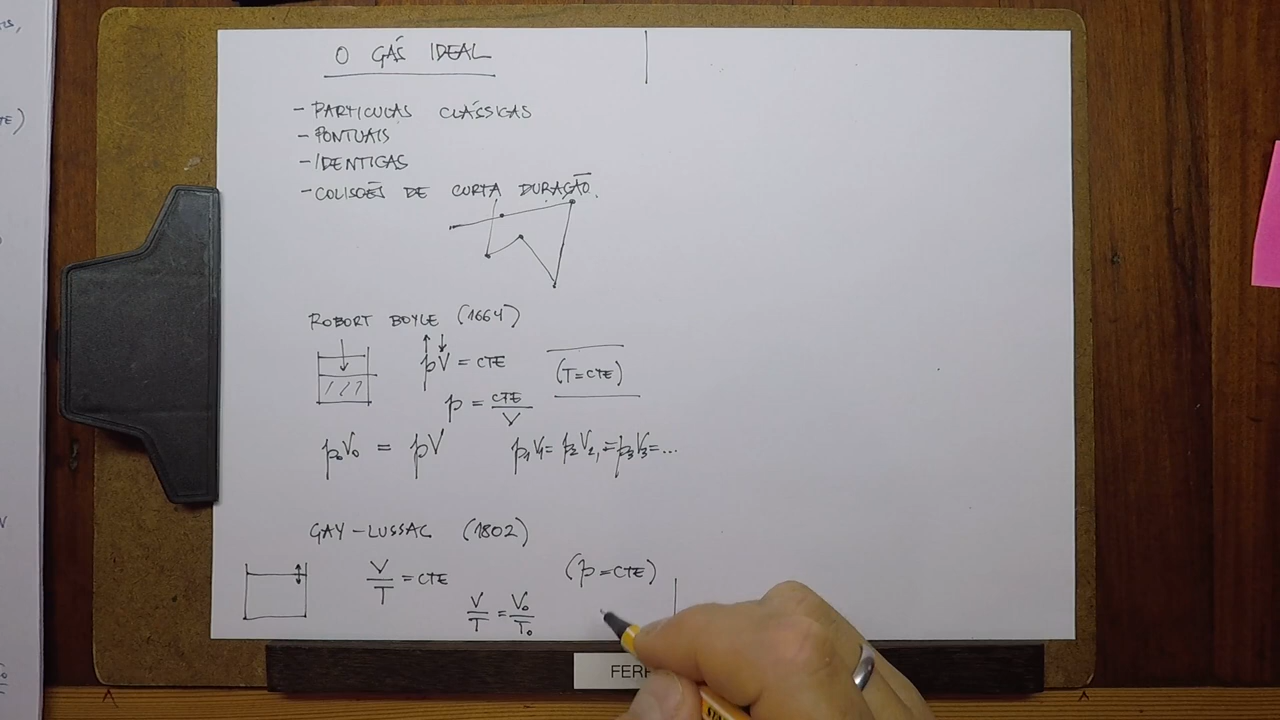 O GÁS IDEAL
- PARTICULAS CLÁSSICAS
- PONTUAIS
- IDENTICAS
- COLISÕES DE CURTA DURAÇÃO.
ROBORT BOYLE (1664)
pV = CTE
(T=CTE)
p = CTE/V
p₀V₀ = pV
p₁V₁= p₂V₂,=p₃V₃=...
GAY-LUSSAC (1802)
V/T = CTE
(p=CTE)
V/T = V₀/T₀